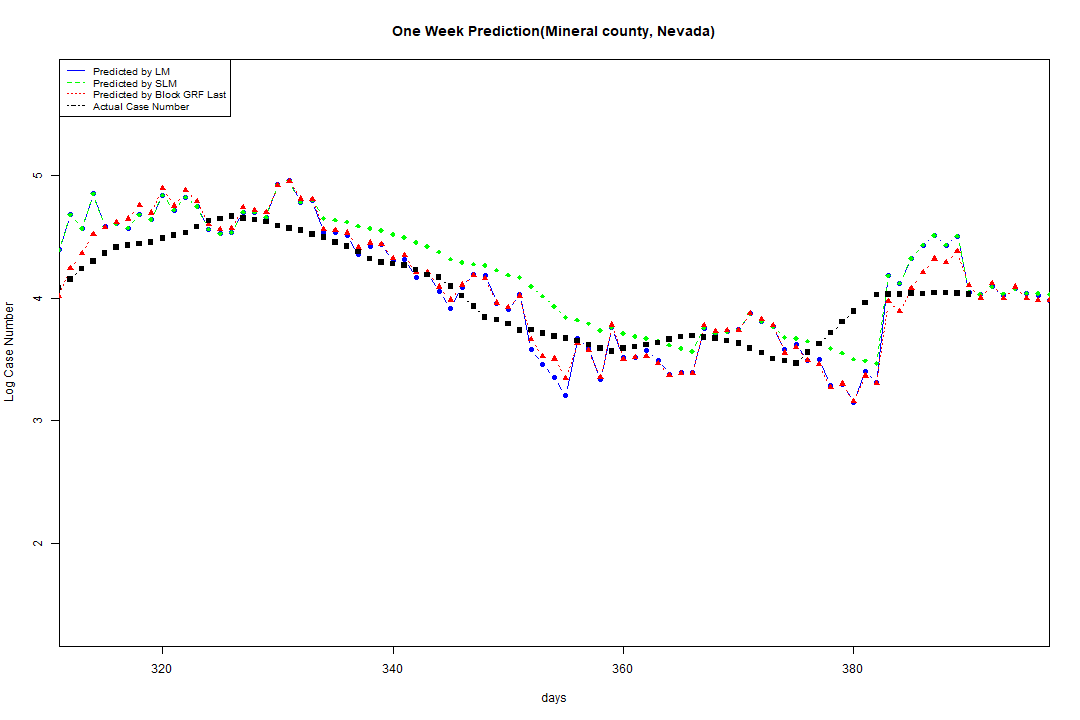 One Week Prediction(Mineral county, Nevada)
Predicted by LM
Predicted by SLM
Predicted by Block GRF Last
Actual Case Number
5
4
3
2
Log Case Number
320 340 360 380
days